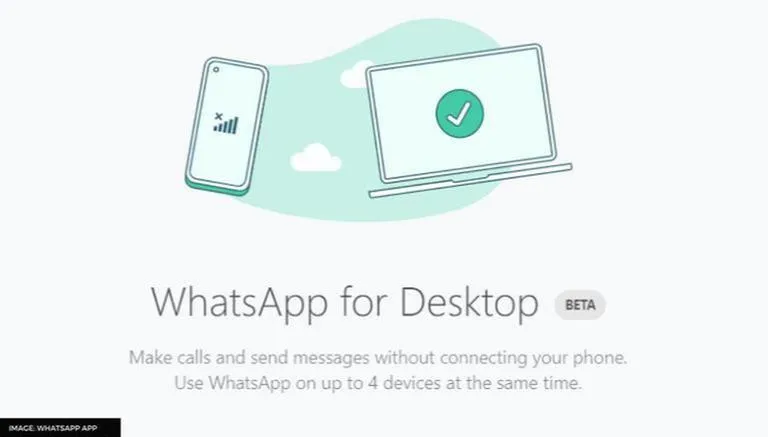 WhatsApp for Desktop BETA
Make calls and send messages without connecting your phone.
Use WhatsApp on up to 4 devices at the same time.
IMAGE: WHATSAPP APP